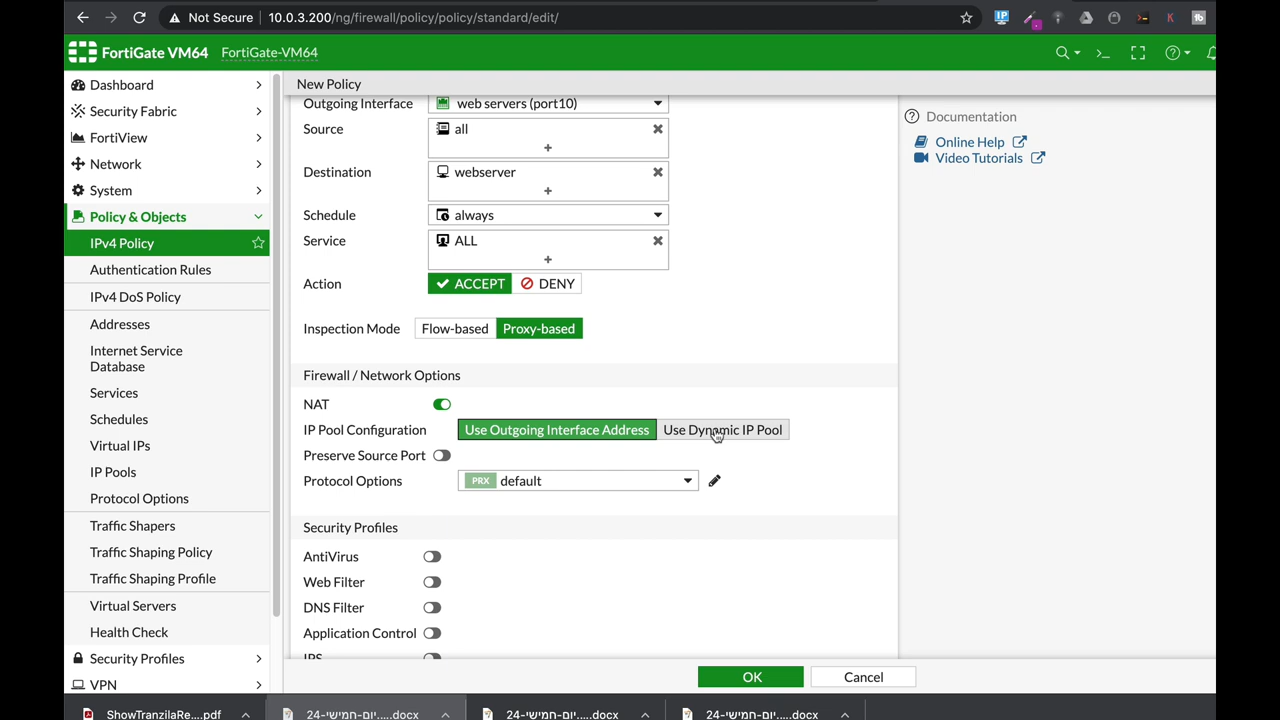 Not Secure 10.0.3.200/ng/firewall/policy/policy/standard/edit/
IP
K
FortiGate VM64 FortiGate-VM64
Dashboard
Security Fabric
FortiView
Network
System
Policy & Objects
IPv4 Policy
Authentication Rules
IPv4 DoS Policy
Addresses
Internet Service
Database
Services
Schedules
Virtual IPs
IP Pools
Protocol Options
Traffic Shapers
Traffic Shaping Policy
Traffic Shaping Profile
Virtual Servers
Health Check
Security Profiles
VPN
New Policy
Outgoing Interface web servers (port10)
Source all
+
Destination webserver
+
Schedule always
Service ALL
+
Action ACCEPT DENY
Inspection Mode Flow-based Proxy-based
Firewall / Network Options
NAT
IP Pool Configuration Use Outgoing Interface Address Use Dynamic IP Pool
Preserve Source Port
Protocol Options PRX default
Security Profiles
AntiVirus
Web Filter
DNS Filter
Application Control
IPS
OK Cancel
Documentation
Online Help
Video Tutorials
ShowTranzilaRe....pdf
24-יום-חמישי.....docx
24-יום-חמישי.....docx
24-יום-חמישי.....docx